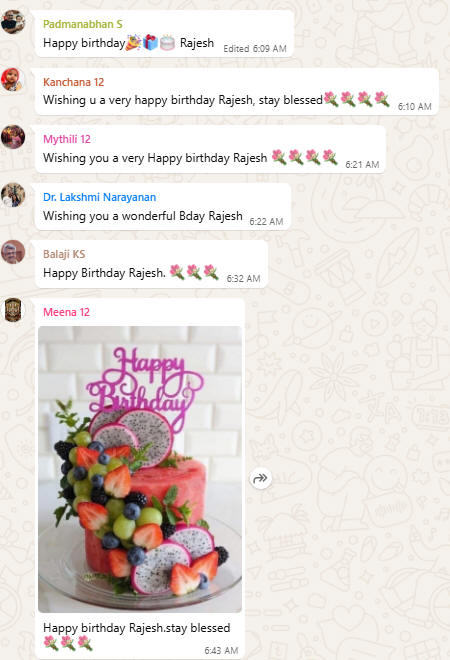 Padmanabhan S
Happy birthday🎉🎁🎂 Rajesh Edited 6:09 AM
Kanchana 12
Wishing u a very happy birthday Rajesh, stay blessed💐💐💐💐 6:10 AM
Mythili 12
Wishing you a very Happy birthday Rajesh 💐💐💐💐 6:21 AM
Dr. Lakshmi Narayanan
Wishing you a wonderful Bday Rajesh 6:22 AM
Balaji KS
Happy Birthday Rajesh. 💐💐💐 6:32 AM
Meena 12
Happy
Birthday
Happy birthday Rajesh.stay blessed
💐💐💐 6:43 AM